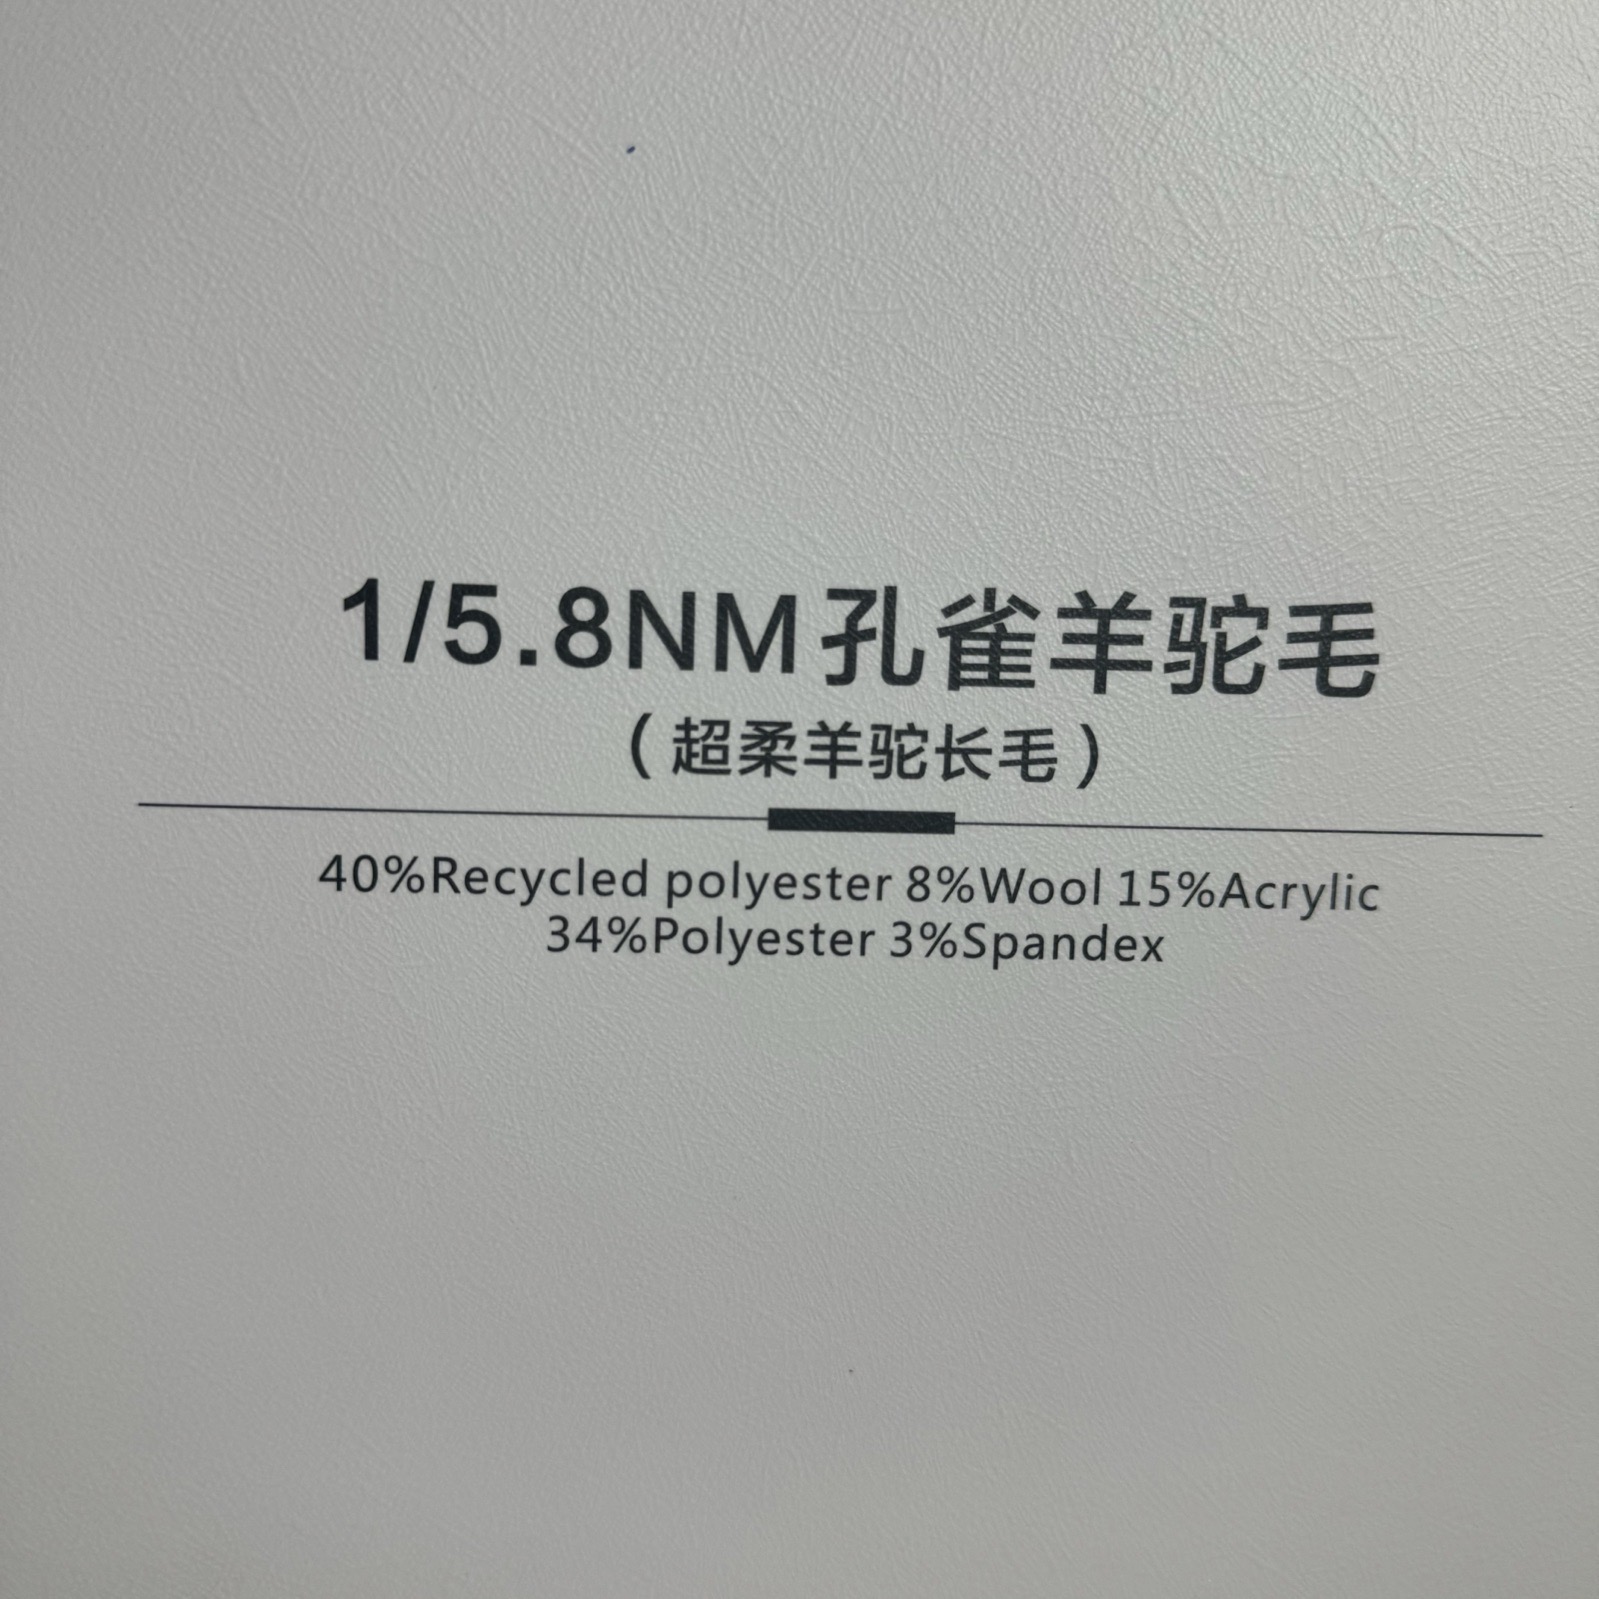 1/5.8NM孔雀羊驼毛
（超柔羊驼长毛）
40%Recycled polyester 8%Wool 15%Acrylic
34%Polyester 3%Spandex